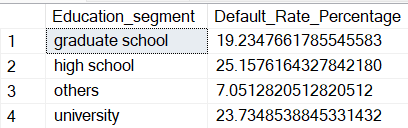 Education_segment Default_Rate_Percentage
1 graduate school 19.2347661785545583
2 high school 25.1576164327842180
3 others 7.0512820512820512
4 university 23.7348538845331432